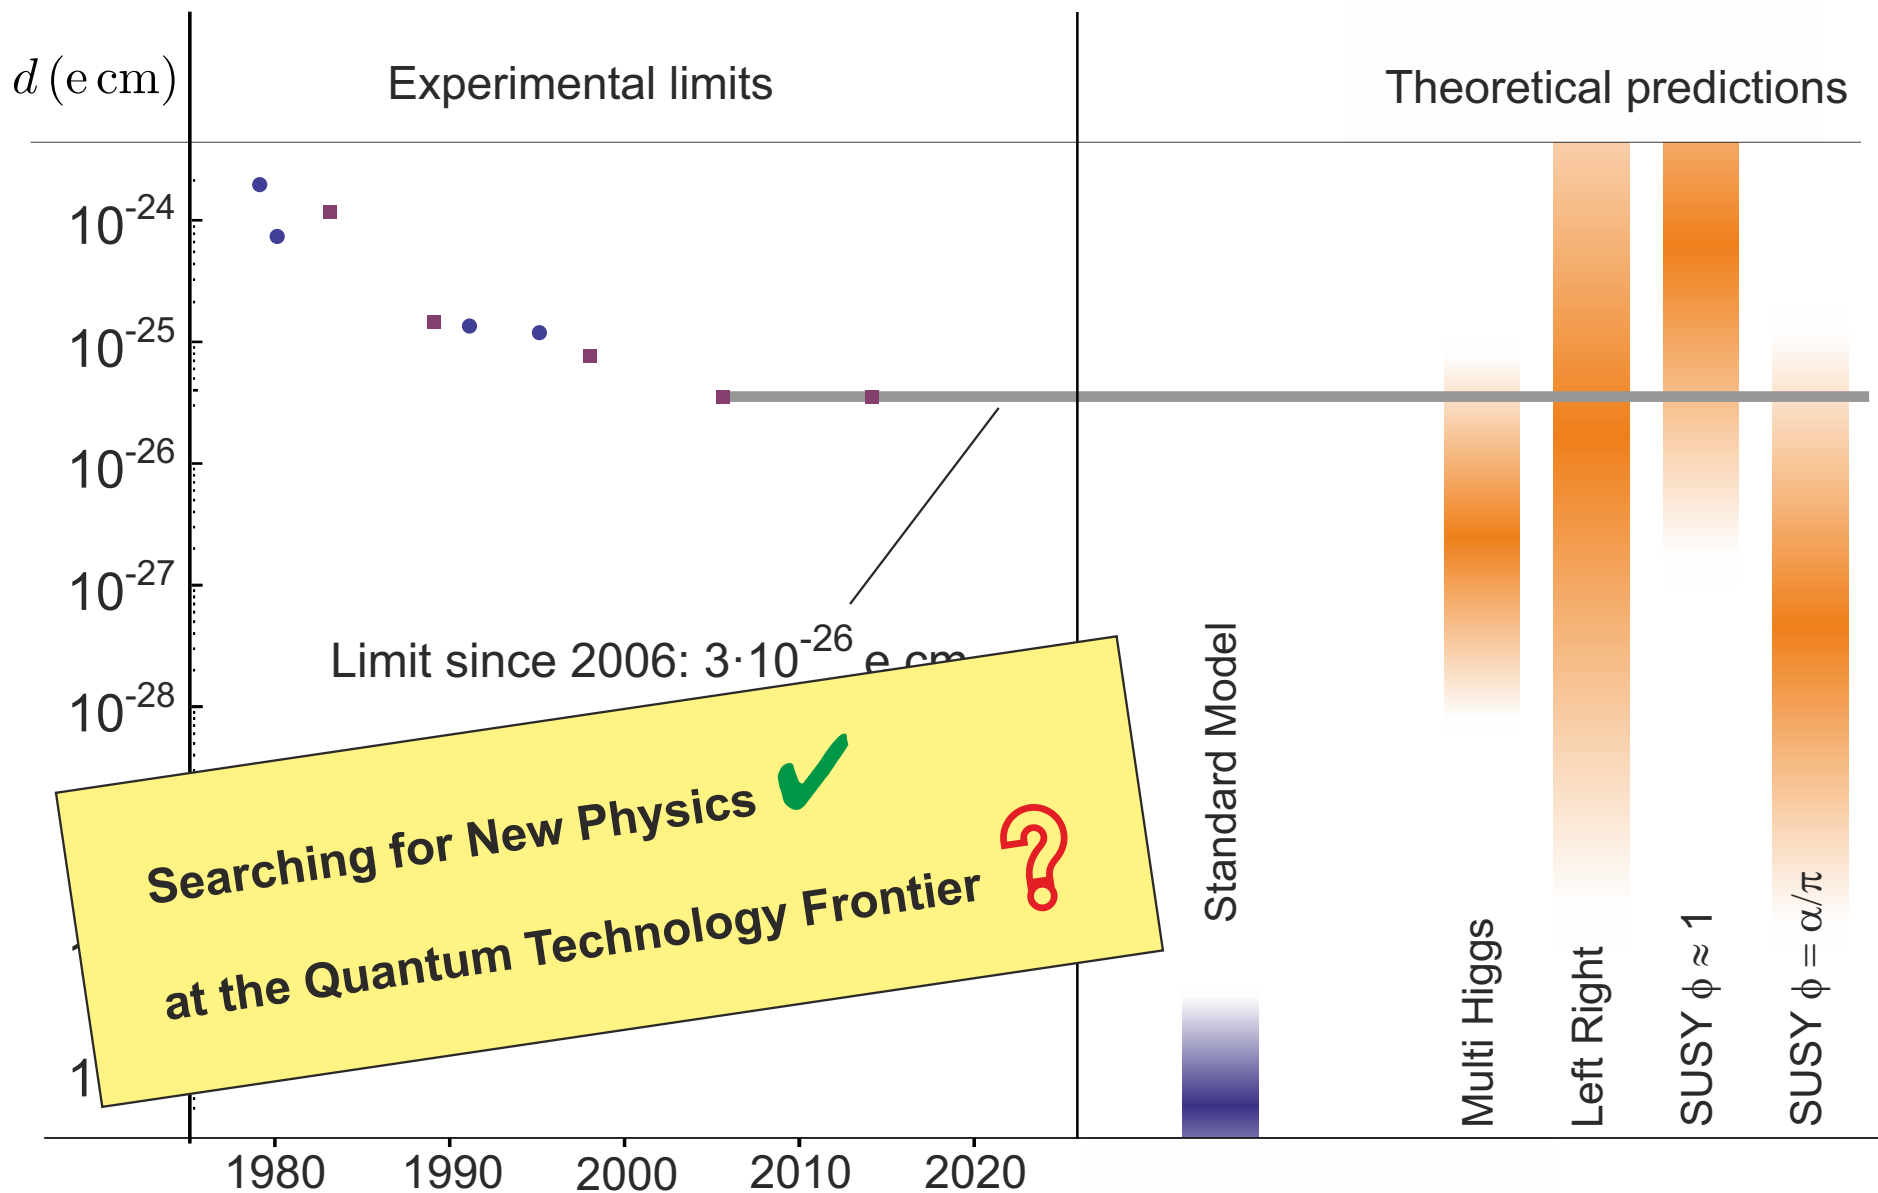 d (e cm)
Experimental limits
Theoretical predictions
10⁻²⁴
10⁻²⁵
10⁻²⁶
10⁻²⁷
10⁻²⁸
1
Limit since 2006: 3·10⁻²⁶ e cm
Searching for New Physics ✔
at the Quantum Technology Frontier ?
Standard Model
Multi Higgs
Left Right
SUSY ϕ ≈ 1
SUSY ϕ = α/π
1980 1990 2000 2010 2020